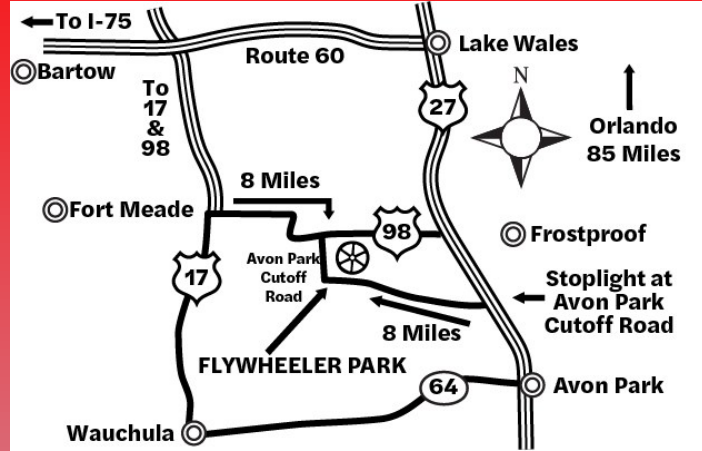 To I-75
Route 60
Lake Wales
Bartow
To
17
&
98
27
N
Orlando
85 Miles
8 Miles
Fort Meade
98
Frostproof
17
Avon Park
Cutoff
Road
Stoplight at
Avon Park
Cutoff Road
8 Miles
FLYWHEELER PARK
64
Avon Park
Wauchula